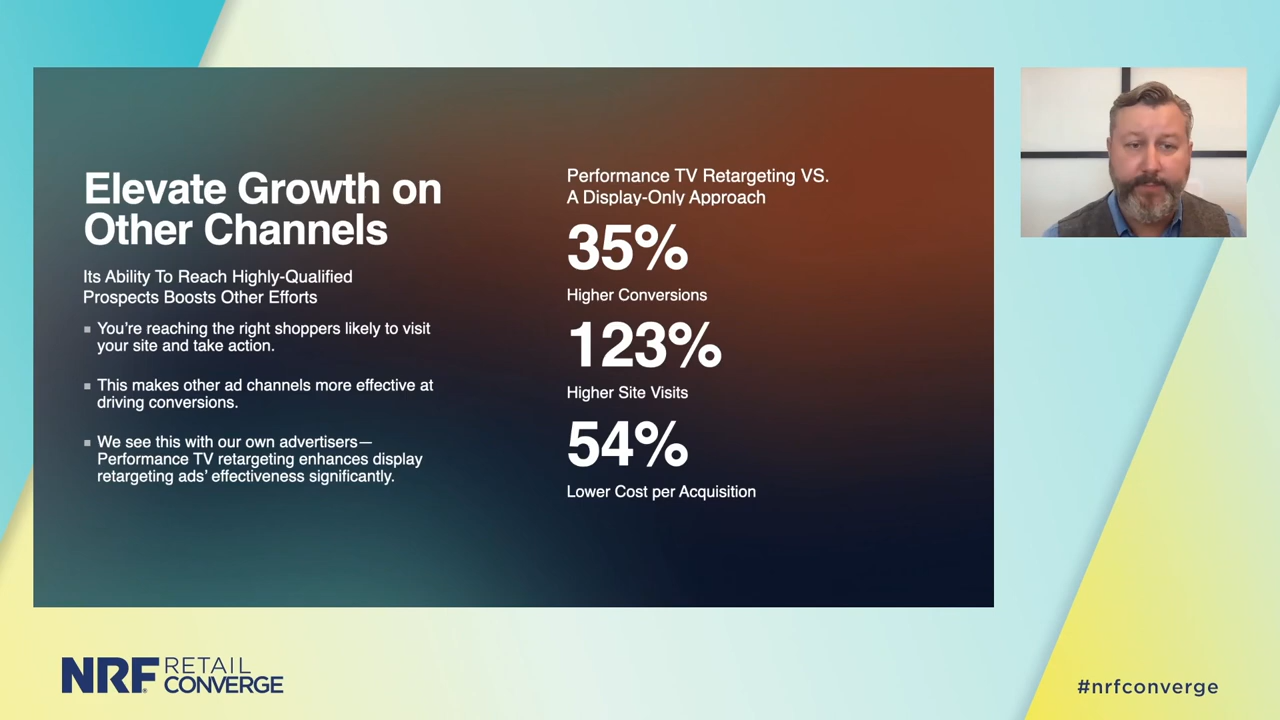 Elevate Growth on
Other Channels
Its Ability To Reach Highly-Qualified
Prospects Boosts Other Efforts
You're reaching the right shoppers likely to visit
your site and take action.
This makes other ad channels more effective at
driving conversions.
We see this with our own advertisers—
Performance TV retargeting enhances display
retargeting ads' effectiveness significantly.
Performance TV Retargeting VS.
A Display-Only Approach
35%
Higher Conversions
123%
Higher Site Visits
54%
Lower Cost per Acquisition
NRF RETAIL
CONVERGE
#nrfconverge